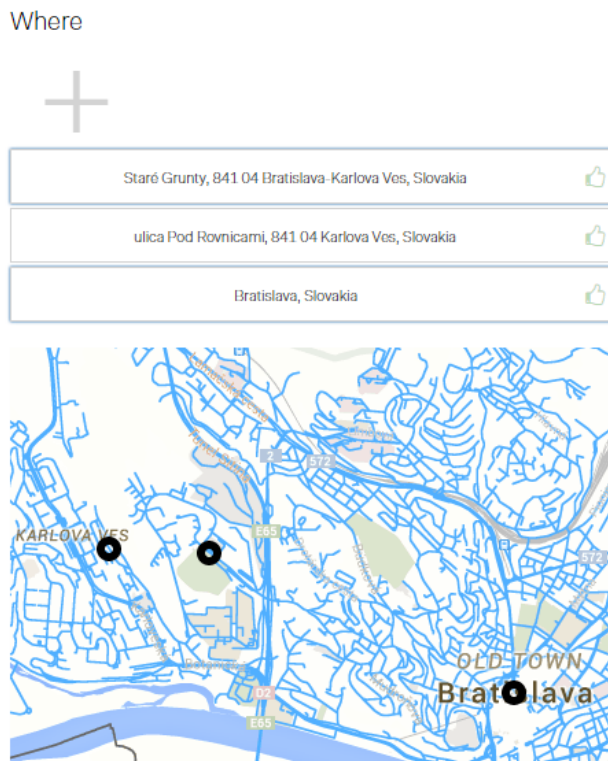 Where
Staré Grunty, 841 04 Bratislava-Karlova Ves, Slovakia
ulica Pod Rovnicami, 841 04 Karlova Ves, Slovakia
Bratislava, Slovakia
2
572
E65
KARLOVA VES
572
OLD TOWN
Bratislava
D2
E65